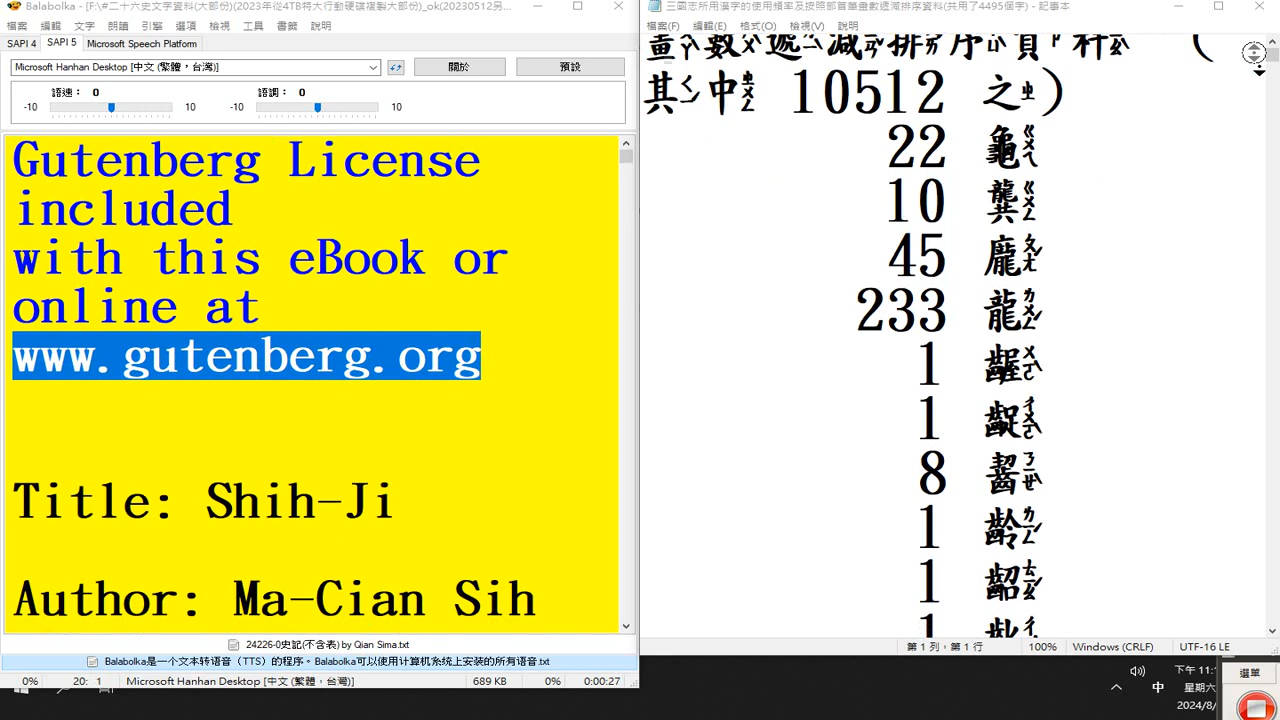 Balabolka - [F:\#二十六史文字資料(大部份)(2023年從4TB特大行動硬碟複製大部份)_ok(20230512另...
檔案 編輯 文字 朗讀 引擎 選項 檢視 工具 書籤 說明
SAPI 4 SAPI 5 Microsoft Speech Platform
Microsoft Hanhan Desktop [中文 (繁體，台灣)]
關於
預設
語速： 0 語調： 0
-10 10 -10 10
Gutenberg License
included
with this eBook or
online at
www.gutenberg.org
Title: Shih-Ji
Author: Ma-Cian Sih
24226-0史記(不含表) by Qian Sima.txt
Balabolka是一个文本转语音（TTS）的程序。Balabolka可以使用计算机系统上安装的所有语音.txt
0% 20: 1 Microsoft Hanhan Desktop [中文 (繁體，台灣)] 689 KB 0% 0:00:27
三國志所用漢字的使用頻率及按照部首筆畫數遞減排序資料(共用了4495個字) - 記事本
檔案(F) 編輯(E) 格式(O) 檢視(V) 說明
畫數遞減排序資料 (
其中 10512 之)
22 龜
10 龔
45 龐
233 龍
1 齷
1 齪
8 齧
1 齡
1 齠
1
第 1 列，第 1 行 100% Windows (CRLF) UTF-16 LE
下午 11:
中 星期六
2024/8/
選單